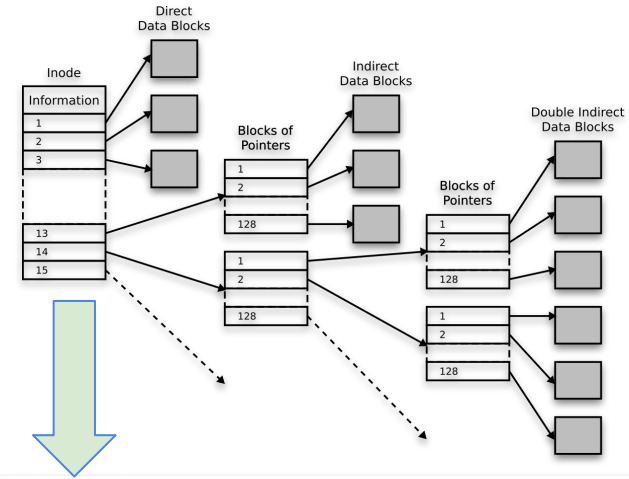 Direct
Data Blocks
Inode
Information
1
2
3
13
14
15
Blocks of
Pointers
1
2
128
1
2
128
Indirect
Data Blocks
Blocks of
Pointers
1
2
128
1
2
128
Double Indirect
Data Blocks